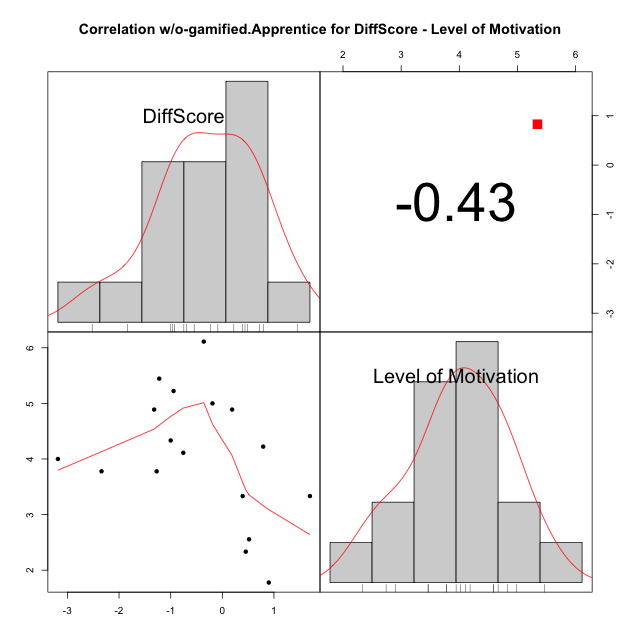 Correlation w/o-gamified.Apprentice for DiffScore - Level of Motivation
2 3 4 5 6
DiffScore
-0.43
1
0
-1
-2
-3
Level of Motivation
6
5
4
3
2
-3 -2 -1 0 1